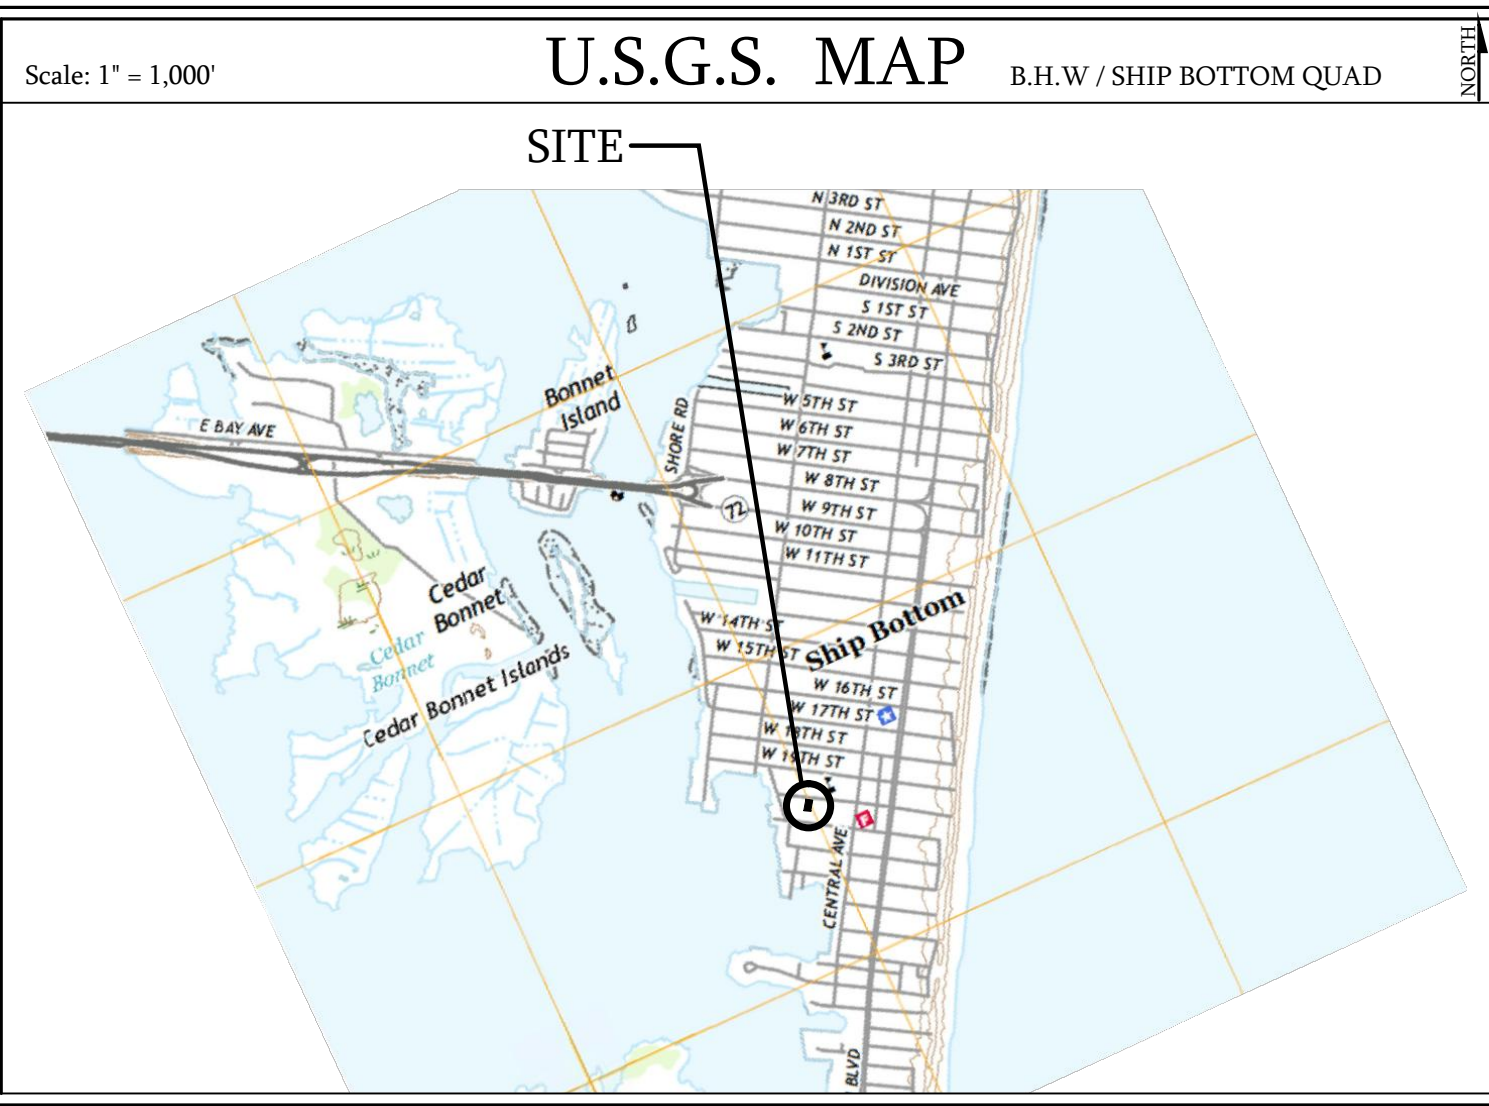 Scale: 1" = 1,000'
U.S.G.S. MAP
B.H.W / SHIP BOTTOM QUAD
NORTH
SITE
N 3RD ST
N 2ND ST
N 1ST ST
DIVISION AVE
S 1ST ST
S 2ND ST
S 3RD ST
Bonnet
Island
W 5TH ST
SHORE RD
E BAY AVE
W 6TH ST
W 7TH ST
W 8TH ST
72
W 9TH ST
W 10TH ST
W 11TH ST
Cedar
Bonnet
Ship Bottom
W 14TH ST
Cedar
Bonnet
W 15TH ST
Cedar Bonnet Islands
W 16TH ST
W 17TH ST
W 18TH ST
W 19TH ST
F
CENTRAL AVE
BLVD